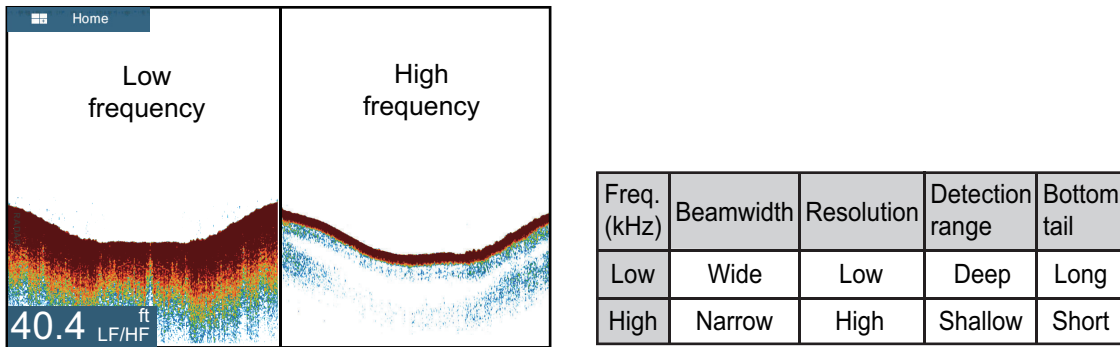 Home
Low
frequency
High
frequency
40.4 ft LF/HF
Freq. (kHz) Beamwidth Resolution Detection range Bottom tail
Low Wide Low Deep Long
High Narrow High Shallow Short